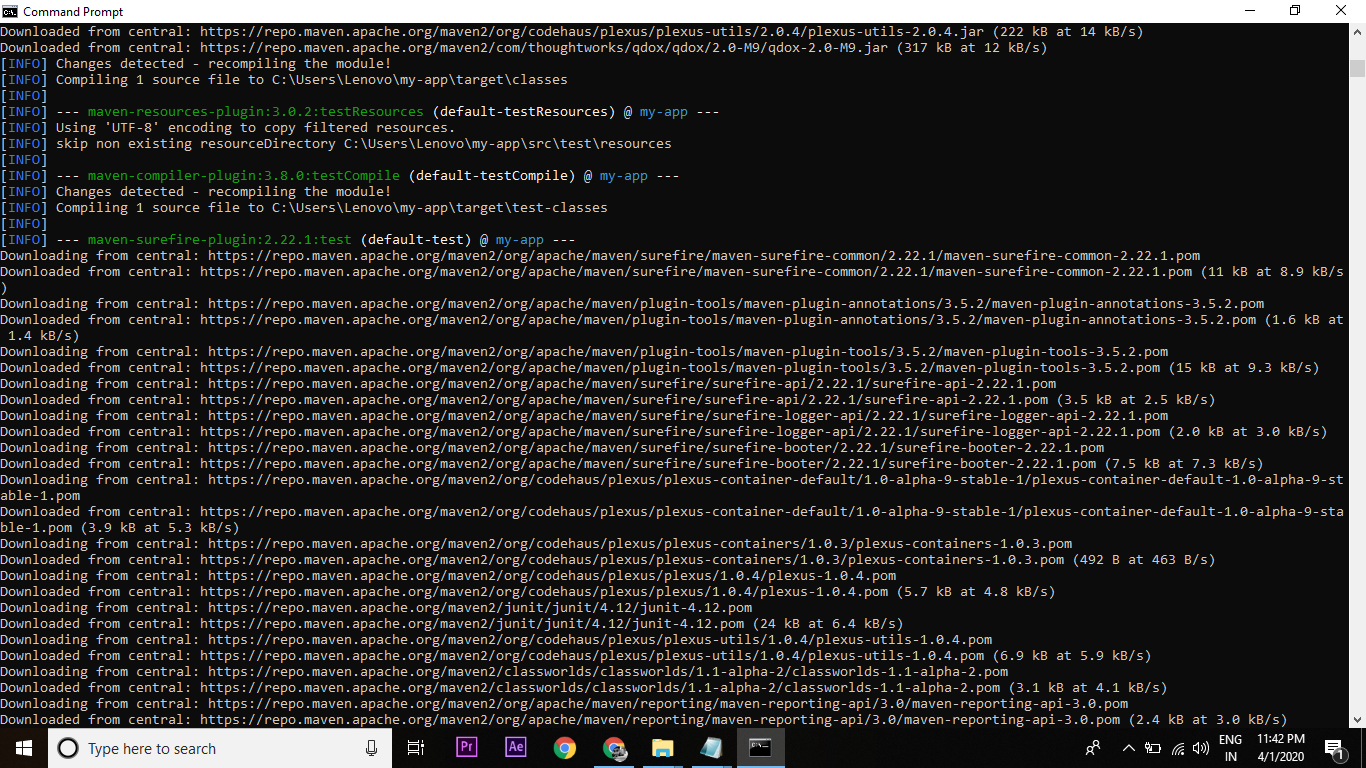 Command Prompt
Downloaded from central: https://repo.maven.apache.org/maven2/org/codehaus/plexus/plexus-utils/2.0.4/plexus-utils-2.0.4.jar (222 kB at 14 kB/s)
Downloaded from central: https://repo.maven.apache.org/maven2/com/thoughtworks/qdox/qdox/2.0-M9/qdox-2.0-M9.jar (317 kB at 12 kB/s)
[INFO] Changes detected - recompiling the module!
[INFO] Compiling 1 source file to C:\Users\Lenovo\my-app\target\classes
[INFO]
[INFO] --- maven-resources-plugin:3.0.2:testResources (default-testResources) @ my-app ---
[INFO] Using 'UTF-8' encoding to copy filtered resources.
[INFO] skip non existing resourceDirectory C:\Users\Lenovo\my-app\src\test\resources
[INFO]
[INFO] --- maven-compiler-plugin:3.8.0:testCompile (default-testCompile) @ my-app ---
[INFO] Changes detected - recompiling the module!
[INFO] Compiling 1 source file to C:\Users\Lenovo\my-app\target\test-classes
[INFO]
[INFO] --- maven-surefire-plugin:2.22.1:test (default-test) @ my-app ---
Downloading from central: https://repo.maven.apache.org/maven2/org/apache/maven/surefire/maven-surefire-common/2.22.1/maven-surefire-common-2.22.1.pom
Downloaded from central: https://repo.maven.apache.org/maven2/org/apache/maven/surefire/maven-surefire-common/2.22.1/maven-surefire-common-2.22.1.pom (11 kB at 8.9 kB/s
)
Downloading from central: https://repo.maven.apache.org/maven2/org/apache/maven/plugin-tools/maven-plugin-annotations/3.5.2/maven-plugin-annotations-3.5.2.pom
Downloaded from central: https://repo.maven.apache.org/maven2/org/apache/maven/plugin-tools/maven-plugin-annotations/3.5.2/maven-plugin-annotations-3.5.2.pom (1.6 kB at
 1.4 kB/s)
Downloading from central: https://repo.maven.apache.org/maven2/org/apache/maven/plugin-tools/maven-plugin-tools/3.5.2/maven-plugin-tools-3.5.2.pom
Downloaded from central: https://repo.maven.apache.org/maven2/org/apache/maven/plugin-tools/maven-plugin-tools/3.5.2/maven-plugin-tools-3.5.2.pom (15 kB at 9.3 kB/s)
Downloading from central: https://repo.maven.apache.org/maven2/org/apache/maven/surefire/surefire-api/2.22.1/surefire-api-2.22.1.pom
Downloaded from central: https://repo.maven.apache.org/maven2/org/apache/maven/surefire/surefire-api/2.22.1/surefire-api-2.22.1.pom (3.5 kB at 2.5 kB/s)
Downloading from central: https://repo.maven.apache.org/maven2/org/apache/maven/surefire/surefire-logger-api/2.22.1/surefire-logger-api-2.22.1.pom
Downloaded from central: https://repo.maven.apache.org/maven2/org/apache/maven/surefire/surefire-logger-api/2.22.1/surefire-logger-api-2.22.1.pom (2.0 kB at 3.0 kB/s)
Downloading from central: https://repo.maven.apache.org/maven2/org/apache/maven/surefire/surefire-booter/2.22.1/surefire-booter-2.22.1.pom
Downloaded from central: https://repo.maven.apache.org/maven2/org/apache/maven/surefire/surefire-booter/2.22.1/surefire-booter-2.22.1.pom (7.5 kB at 7.3 kB/s)
Downloading from central: https://repo.maven.apache.org/maven2/org/codehaus/plexus/plexus-container-default/1.0-alpha-9-stable-1/plexus-container-default-1.0-alpha-9-st
able-1.pom
Downloaded from central: https://repo.maven.apache.org/maven2/org/codehaus/plexus/plexus-container-default/1.0-alpha-9-stable-1/plexus-container-default-1.0-alpha-9-sta
ble-1.pom (3.9 kB at 5.3 kB/s)
Downloading from central: https://repo.maven.apache.org/maven2/org/codehaus/plexus/plexus-containers/1.0.3/plexus-containers-1.0.3.pom
Downloaded from central: https://repo.maven.apache.org/maven2/org/codehaus/plexus/plexus-containers/1.0.3/plexus-containers-1.0.3.pom (492 B at 463 B/s)
Downloading from central: https://repo.maven.apache.org/maven2/org/codehaus/plexus/plexus/1.0.4/plexus-1.0.4.pom
Downloaded from central: https://repo.maven.apache.org/maven2/org/codehaus/plexus/plexus/1.0.4/plexus-1.0.4.pom (5.7 kB at 4.8 kB/s)
Downloading from central: https://repo.maven.apache.org/maven2/junit/junit/4.12/junit-4.12.pom
Downloaded from central: https://repo.maven.apache.org/maven2/junit/junit/4.12/junit-4.12.pom (24 kB at 6.4 kB/s)
Downloading from central: https://repo.maven.apache.org/maven2/org/codehaus/plexus/plexus-utils/1.0.4/plexus-utils-1.0.4.pom
Downloaded from central: https://repo.maven.apache.org/maven2/org/codehaus/plexus/plexus-utils/1.0.4/plexus-utils-1.0.4.pom (6.9 kB at 5.9 kB/s)
Downloading from central: https://repo.maven.apache.org/maven2/classworlds/classworlds/1.1-alpha-2/classworlds-1.1-alpha-2.pom
Downloaded from central: https://repo.maven.apache.org/maven2/classworlds/classworlds/1.1-alpha-2/classworlds-1.1-alpha-2.pom (3.1 kB at 4.1 kB/s)
Downloading from central: https://repo.maven.apache.org/maven2/org/apache/maven/reporting/maven-reporting-api/3.0/maven-reporting-api-3.0.pom
Downloaded from central: https://repo.maven.apache.org/maven2/org/apache/maven/reporting/maven-reporting-api/3.0/maven-reporting-api-3.0.pom (2.4 kB at 3.0 kB/s)
Type here to search
Pr
Ae
ENG
IN
11:42 PM
4/1/2020
1